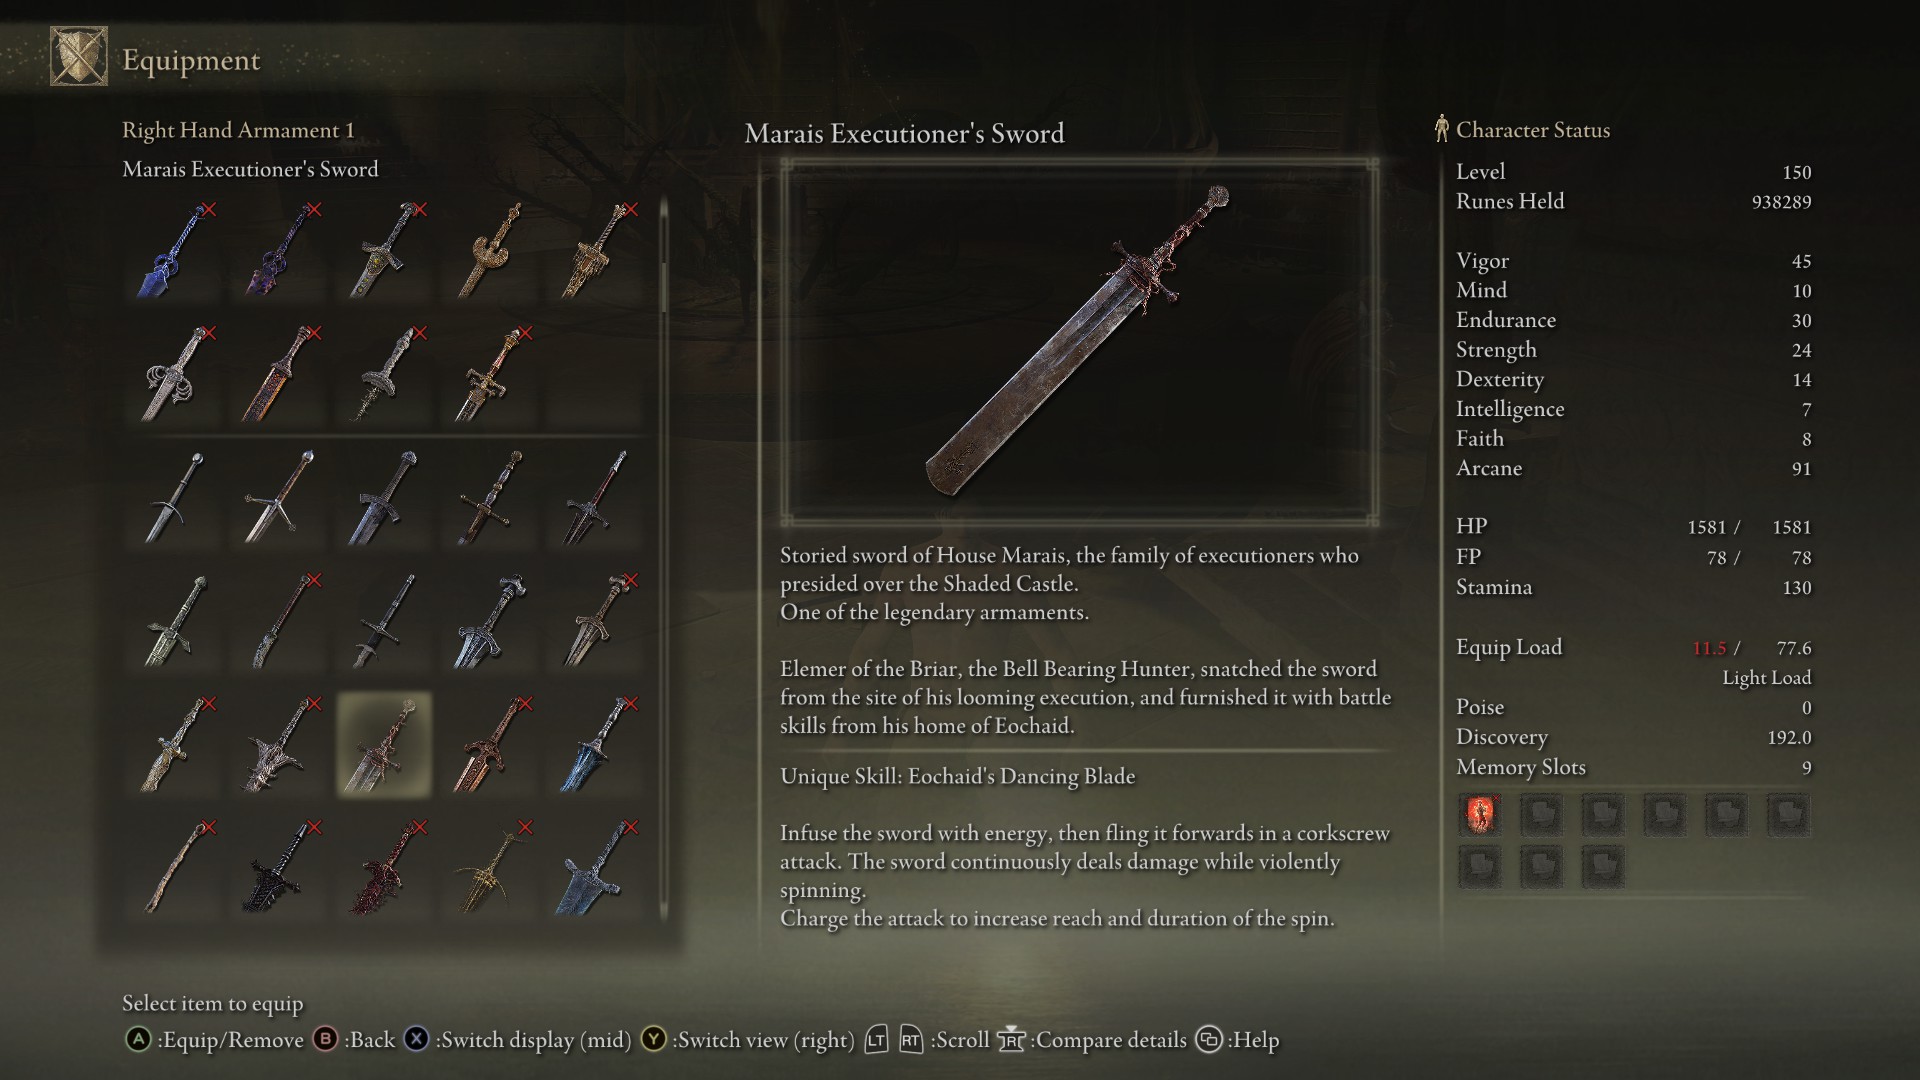 Equipment
Right Hand Armament 1
Marais Executioner's Sword
Marais Executioner's Sword
Storied sword of House Marais, the family of executioners who
presided over the Shaded Castle.
One of the legendary armaments.
Elemer of the Briar, the Bell Bearing Hunter, snatched the sword
from the site of his looming execution, and furnished it with battle
skills from his home of Eochaid.
Unique Skill: Eochaid's Dancing Blade
Infuse the sword with energy, then fling it forwards in a corkscrew
attack. The sword continuously deals damage while violently
spinning.
Charge the attack to increase reach and duration of the spin.
Character Status
Level 150
Runes Held 938289
Vigor 45
Mind 10
Endurance 30
Strength 24
Dexterity 14
Intelligence 7
Faith 8
Arcane 91
HP 1581 / 1581
FP 78 / 78
Stamina 130
Equip Load 11.5 / 77.6
Light Load
Poise 0
Discovery 192.0
Memory Slots 9
Select item to equip
A :Equip/Remove B :Back X :Switch display (mid) Y :Switch view (right) LT RT :Scroll R :Compare details :Help